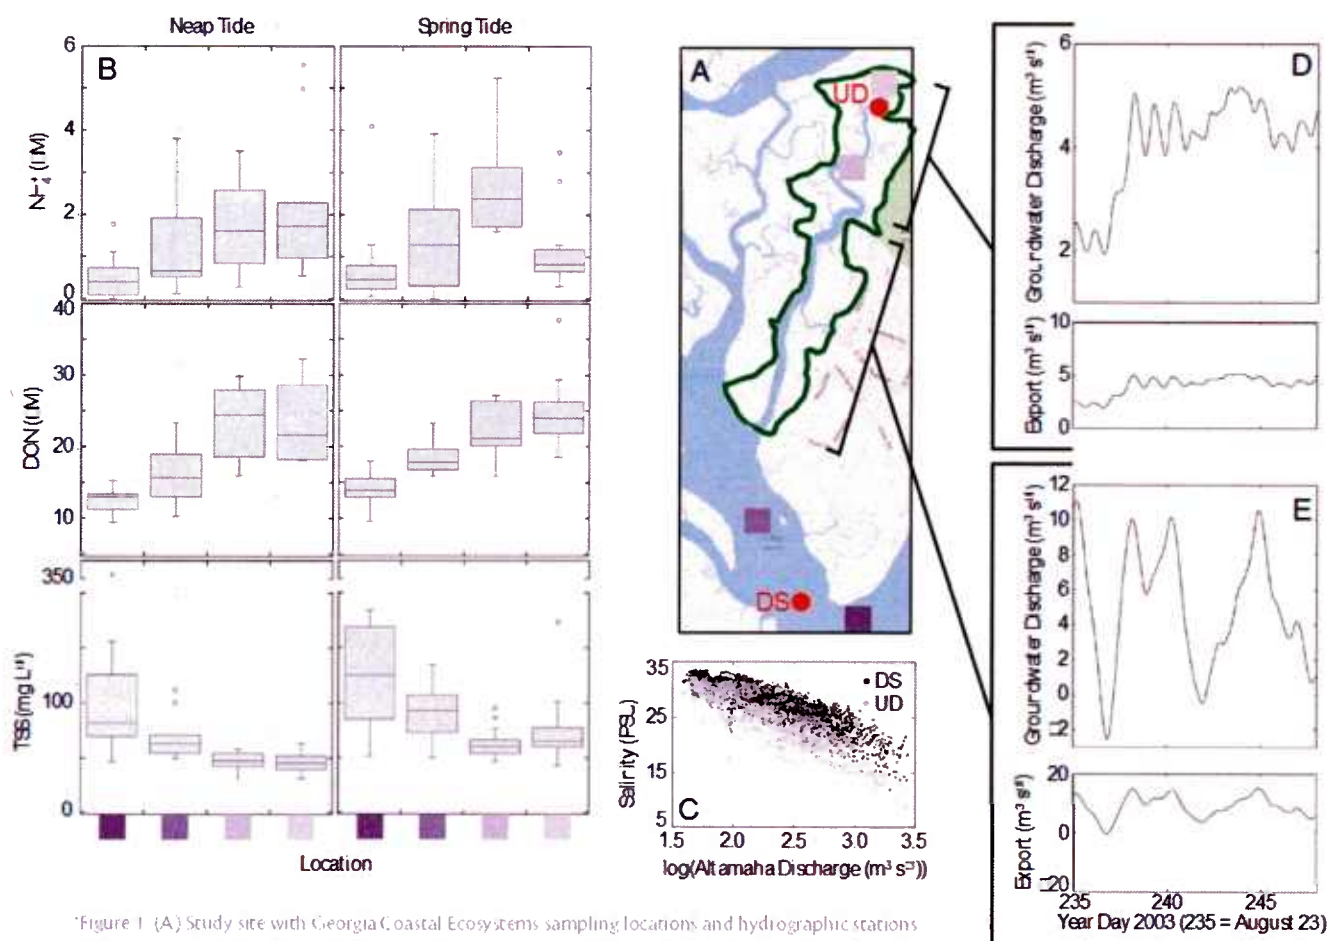 Neap Tide
Spring Tide
B
6
4
2
0
40
30
20
10
DON
350
100
0
TSS (mg L⁻¹)
Location
A
UD
DS
35
25
15
5
Salinity (PSU)
C
DS
UD
1.5 2.0 2.5 3.0 3.5
log(Altamaha Discharge (m³ s⁻¹))
D
6
4
2
Groundwater Discharge (m³ s⁻¹)
10
5
0
Export (m³ s⁻¹)
E
12
10
8
6
4
2
0
−2
Groundwater Discharge (m³ s⁻¹)
20
0
Export (m³ s⁻¹)
235 240 245
Year Day 2003 (235 = August 23)
Figure 1 (A) Study site with Georgia Coastal Ecosystems sampling locations and hydrographic stations